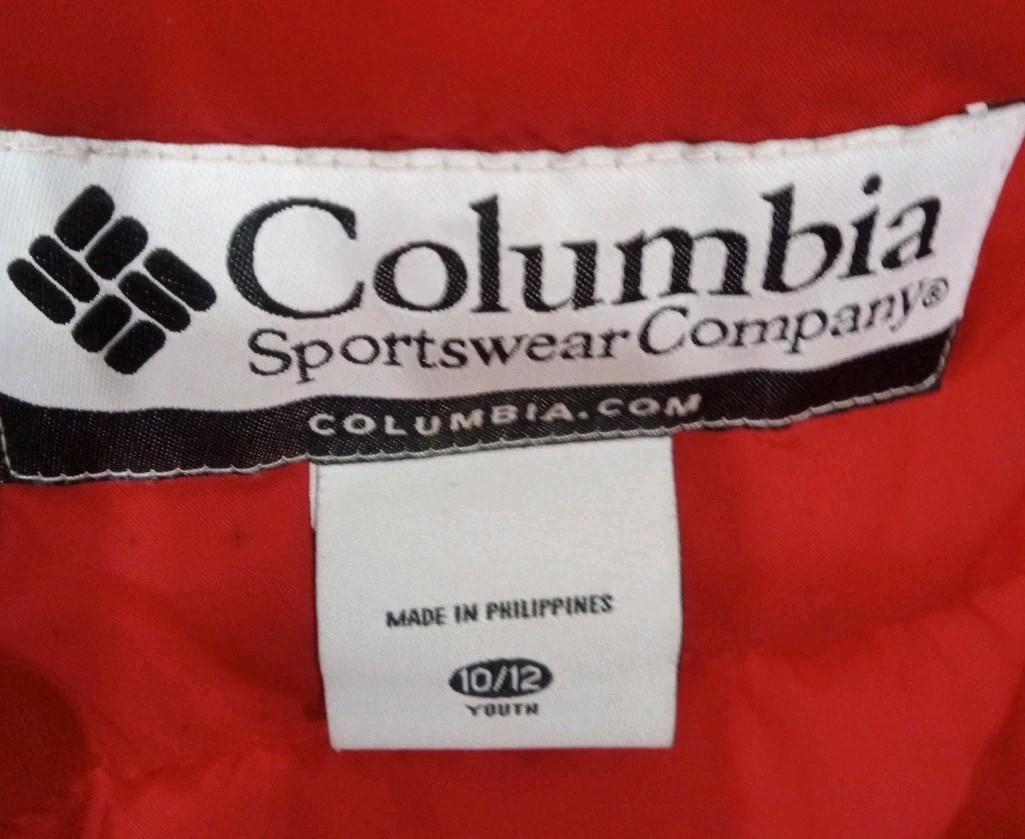 Columbia
Sportswear Company®
COLUMBIA.COM
MADE IN PHILIPPINES
10/12
YOUTH